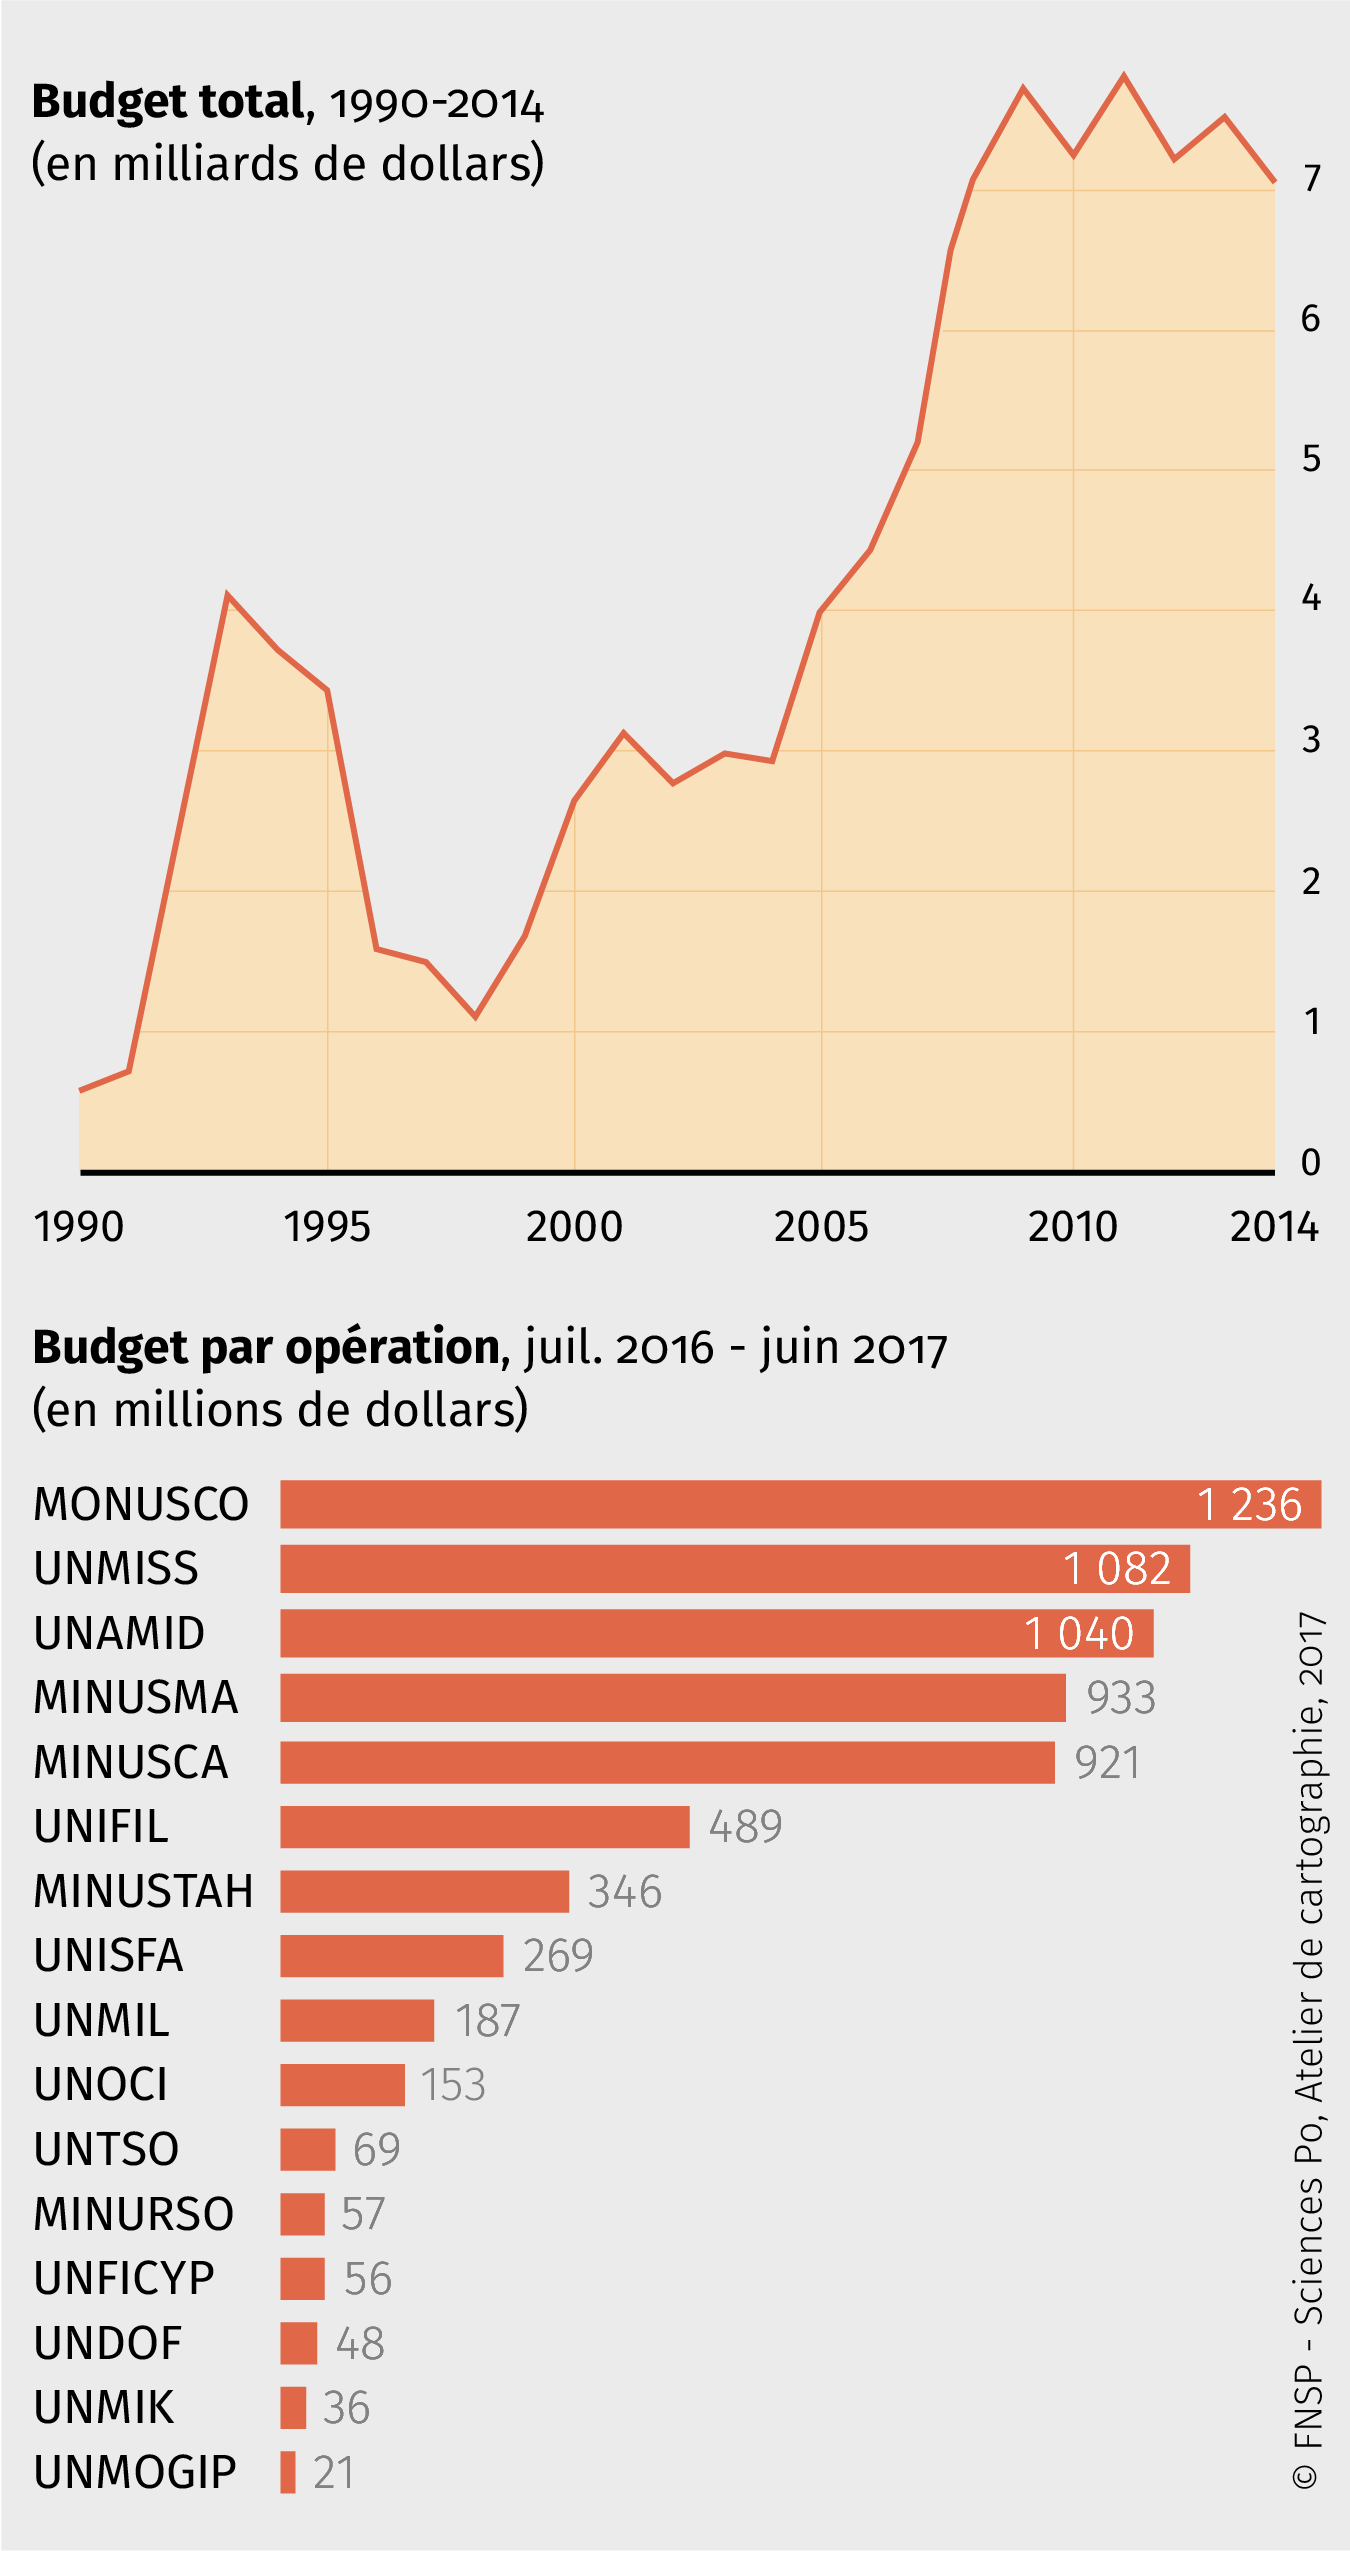 Budget total, 1990-2014
(en milliards de dollars)
7
6
5
4
3
2
1
0
1990 1995 2000 2005 2010 2014
Budget par opération, juil. 2016 - juin 2017
(en millions de dollars)
MONUSCO 1 236
UNMISS 1 082
UNAMID 1 040
MINUSMA 933
MINUSCA 921
UNIFIL 489
MINUSTAH 346
UNISFA 269
UNMIL 187
UNOCI 153
UNTSO 69
MINURSO 57
UNFICYP 56
UNDOF 48
UNMIK 36
UNMOGIP 21
© FNSP - Sciences Po, Atelier de cartographie, 2017